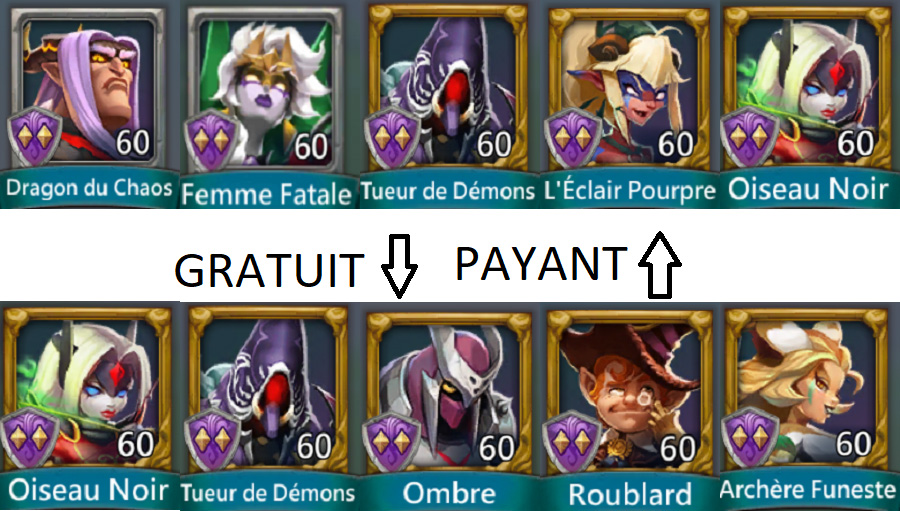 60 60 60 60 60
Dragon du Chaos Femme Fatale Tueur de Démons L'Éclair Pourpre Oiseau Noir
GRATUIT PAYANT
60 60 60 60 60
Oiseau Noir Tueur de Démons Ombre Roublard Archère Funeste